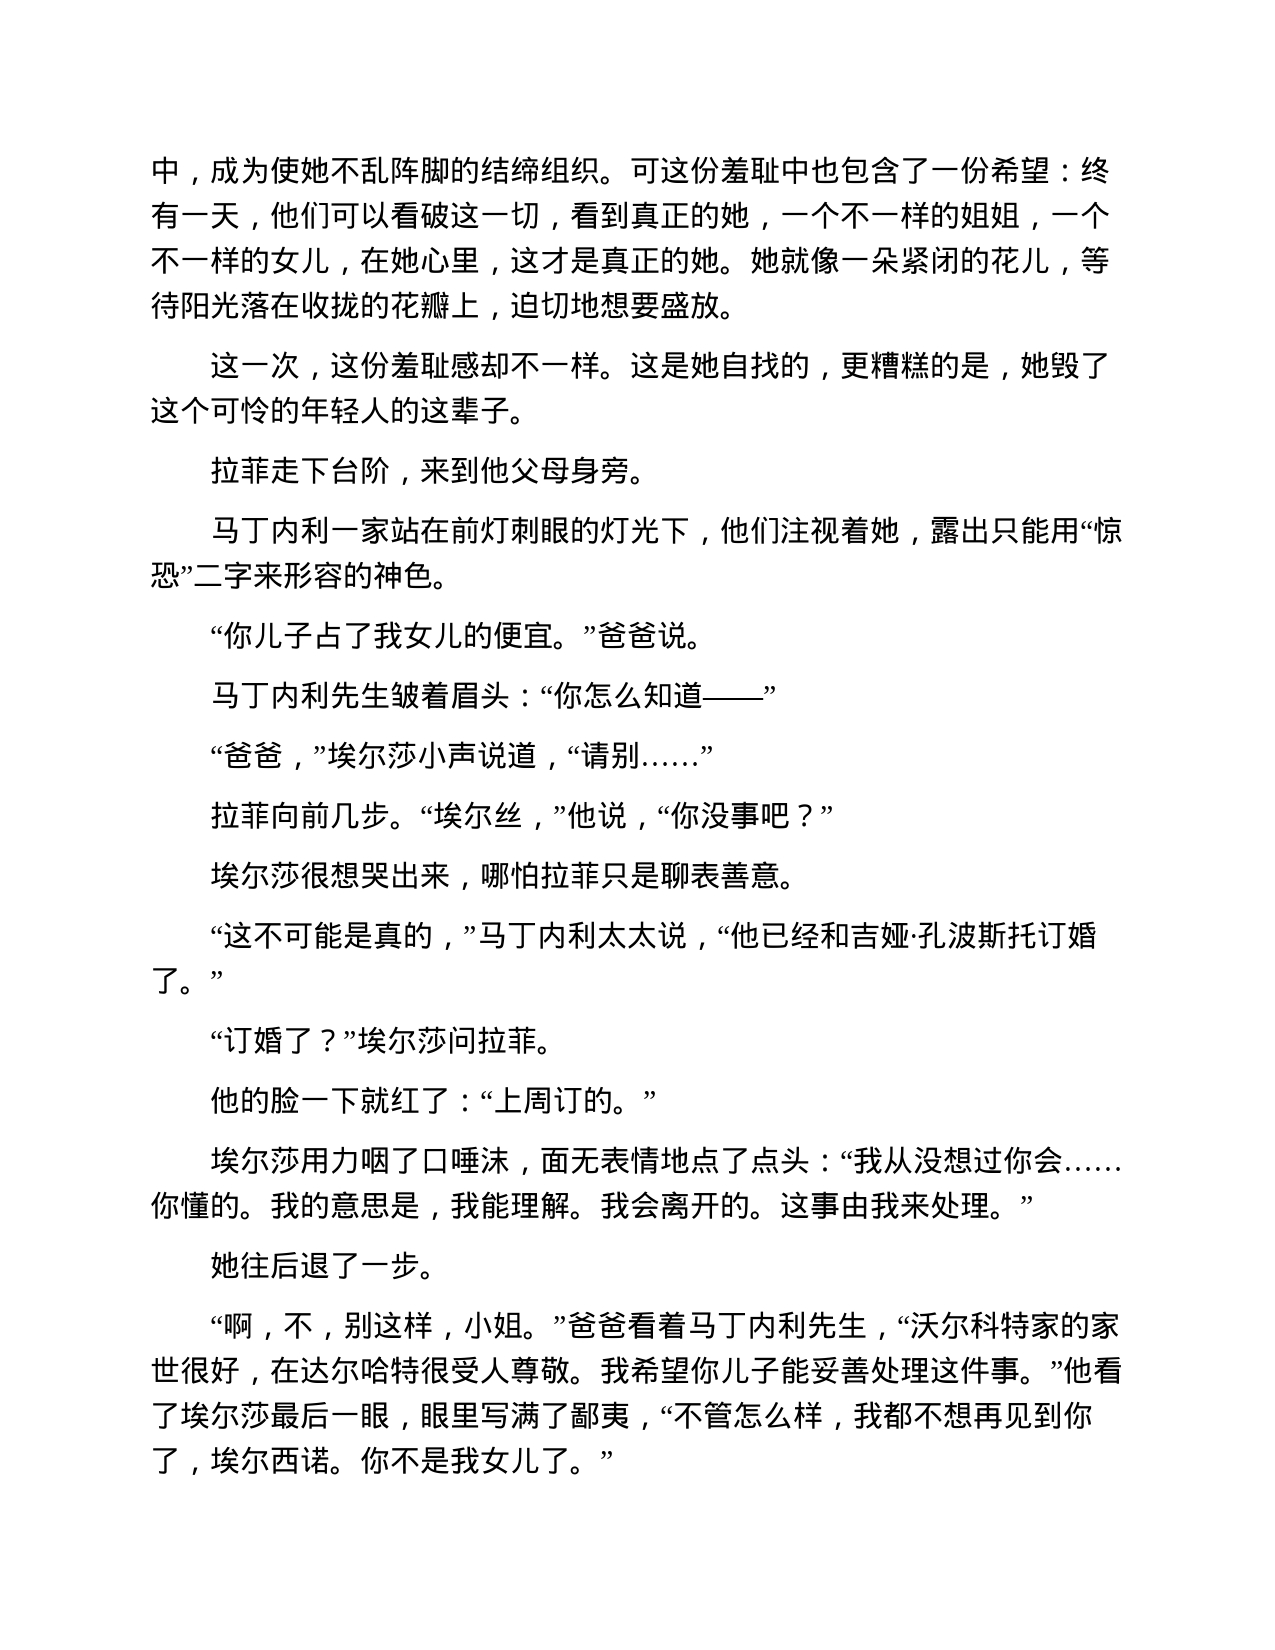 中，成为使她不乱阵脚的结缔组织。可这份羞耻中也包含了一份希望：终
有一天，他们可以看破这一切，看到真正的她，一个不一样的姐姐，一个
不一样的女儿，在她心里，这才是真正的她。她就像一朵紧闭的花儿，等
待阳光落在收拢的花瓣上，迫切地想要盛放。
这一次，这份羞耻感却不一样。这是她自找的，更糟糕的是，她毁了
这个可怜的年轻人的这辈子。
拉菲走下台阶，来到他父母身旁。
马丁内利一家站在前灯刺眼的灯光下，他们注视着她，露出只能用“惊
恐”二字来形容的神色。
“你儿子占了我女儿的便宜。”爸爸说。
马丁内利先生皱着眉头：“你怎么知道——”
“爸爸，”埃尔莎小声说道，“请别……”
拉菲向前几步。“埃尔丝，”他说，“你没事吧？”
埃尔莎很想哭出来，哪怕拉菲只是聊表善意。
“这不可能是真的，”马丁内利太太说，“他已经和吉娅·孔波斯托订婚
了。”
“订婚了？”埃尔莎问拉菲。
他的脸一下就红了：“上周订的。”
埃尔莎用力咽了口唾沫，面无表情地点了点头：“我从没想过你会……
你懂的。我的意思是，我能理解。我会离开的。这事由我来处理。”
她往后退了一步。
“啊，不，别这样，小姐。”爸爸看着马丁内利先生，“沃尔科特家的家
世很好，在达尔哈特很受人尊敬。我希望你儿子能妥善处理这件事。”他看
了埃尔莎最后一眼，眼里写满了鄙夷，“不管怎么样，我都不想再见到你
了，埃尔西诺。你不是我女儿了。”